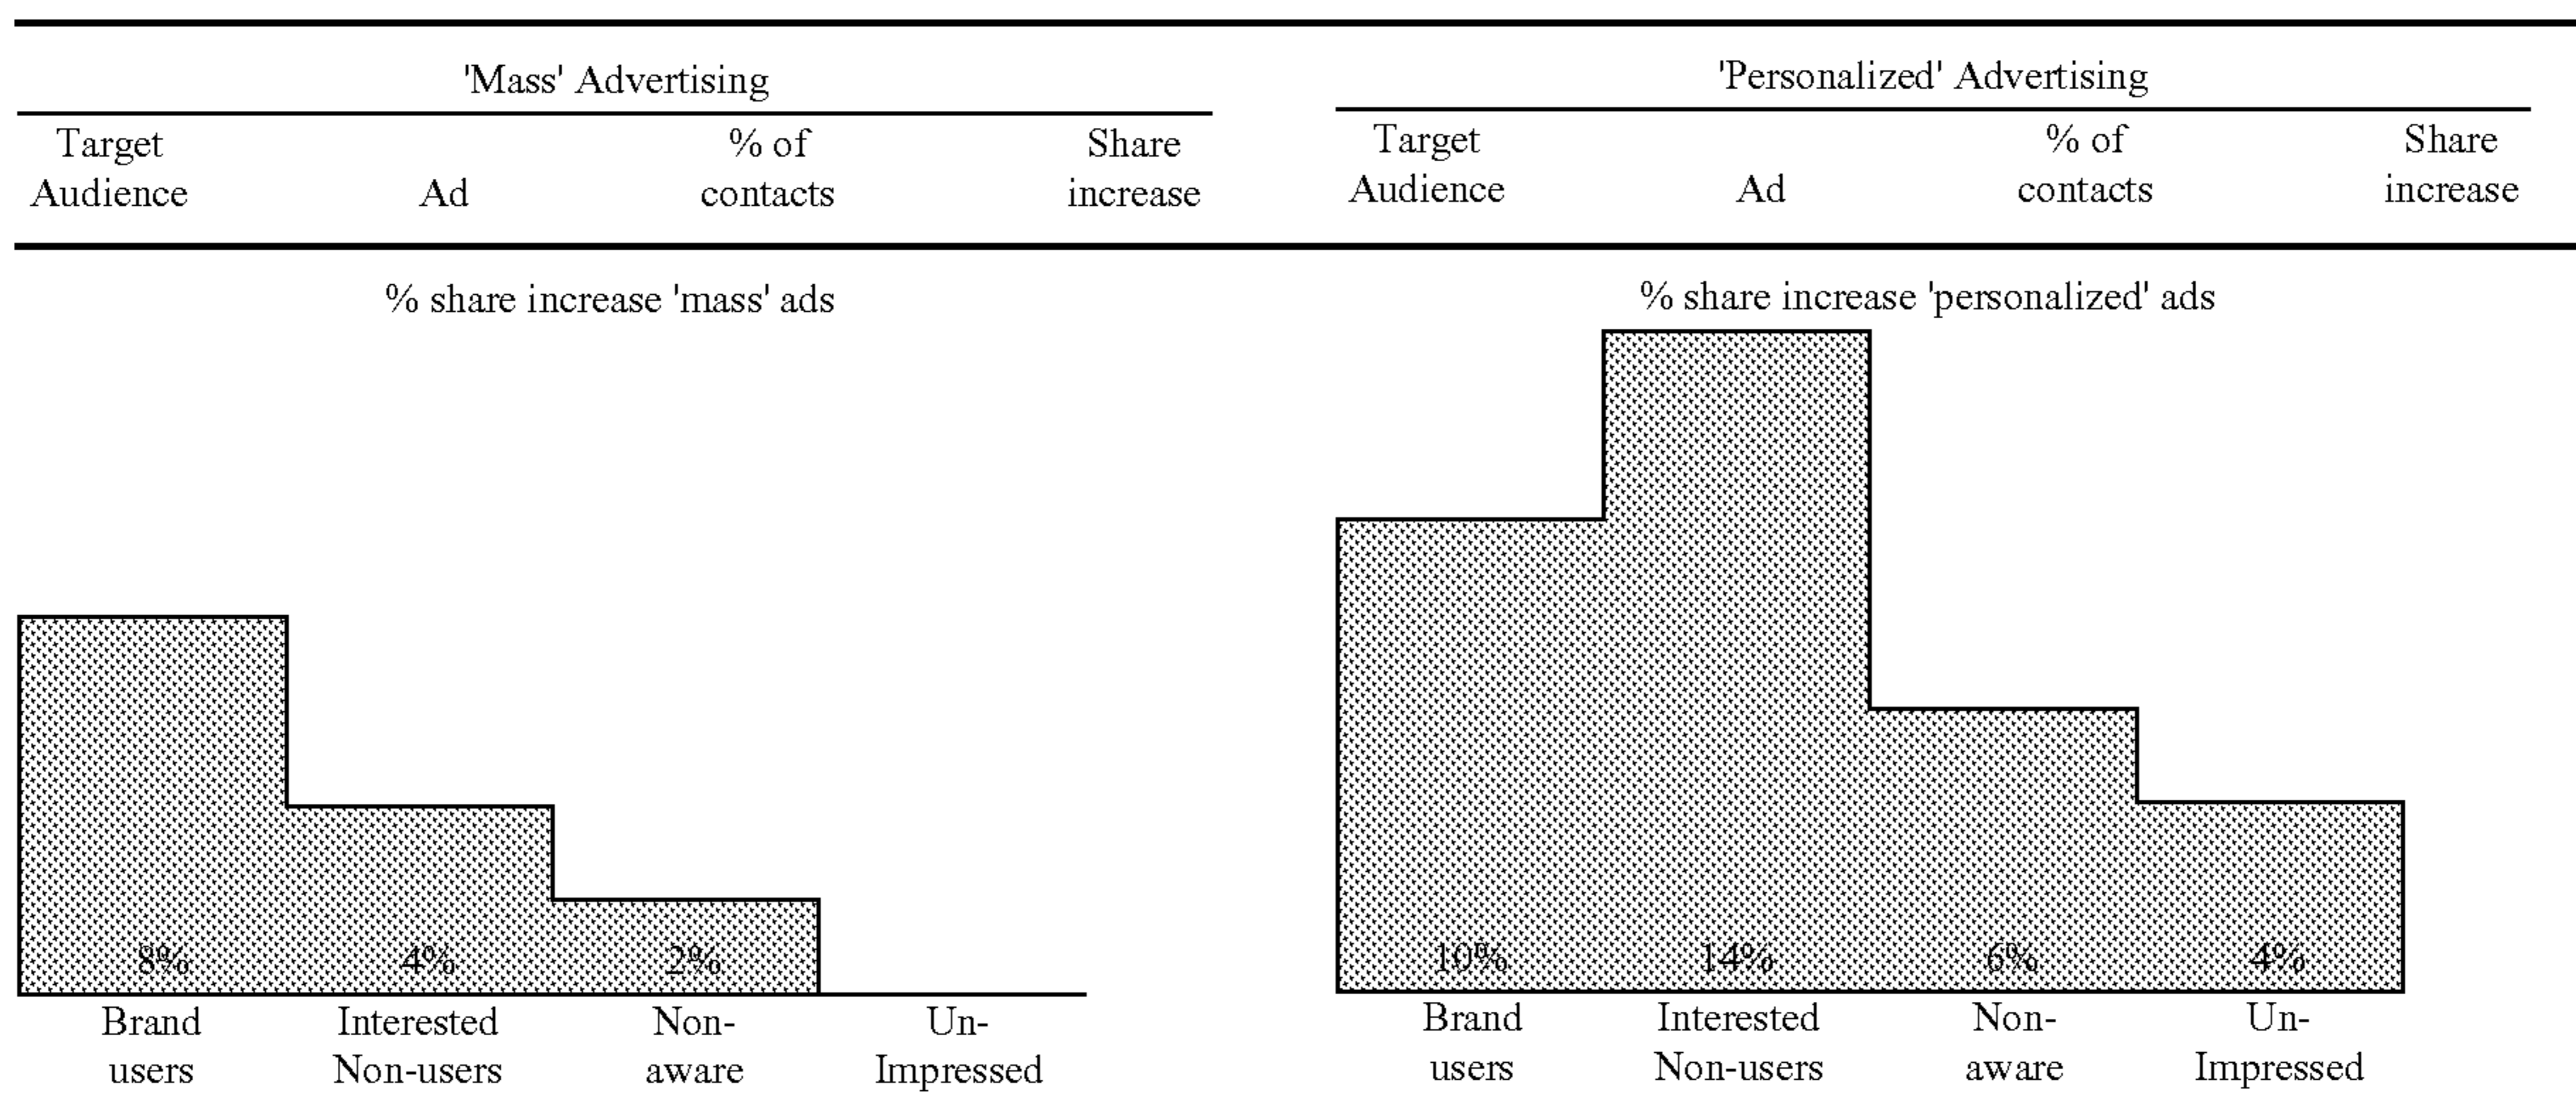 'Mass' Advertising
Target Audience Ad % of contacts Share increase
% share increase 'mass' ads
8% 4% 2%
Brand users Interested Non-users Non-aware Un-Impressed
'Personalized' Advertising
Target Audience Ad % of contacts Share increase
% share increase 'personalized' ads
10% 14% 6% 4%
Brand users Interested Non-users Non-aware Un-Impressed